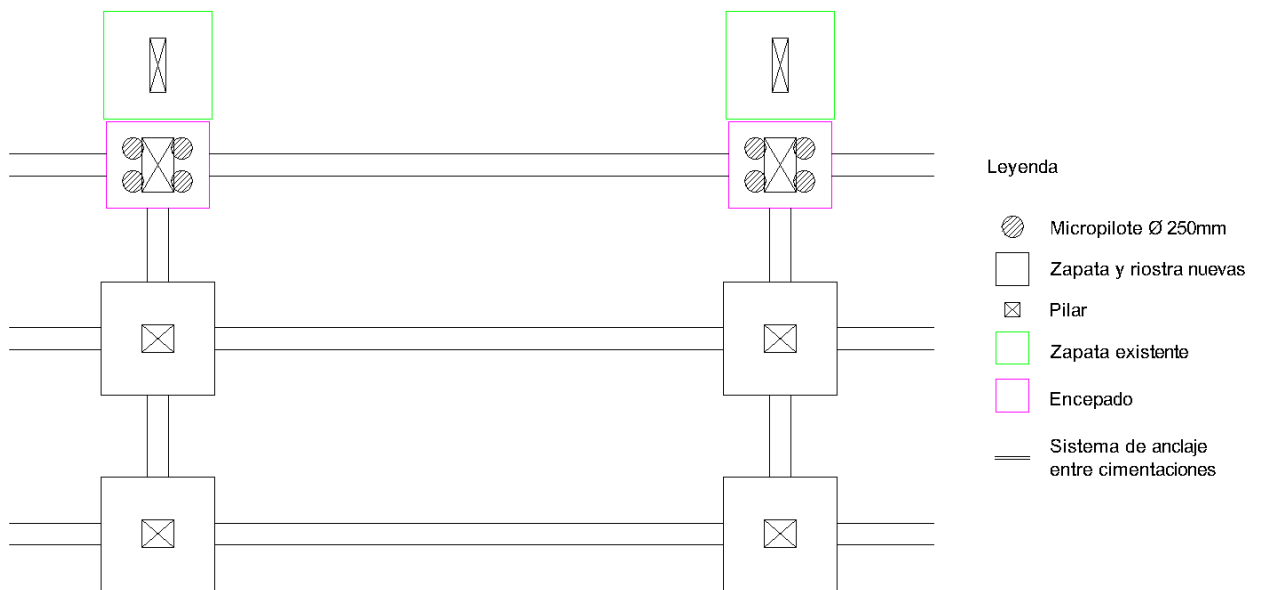 Leyenda
Micropilote Ø 250mm
Zapata y riostra nuevas
Pilar
Zapata existente
Encepado
Sistema de anclaje
entre cimentaciones